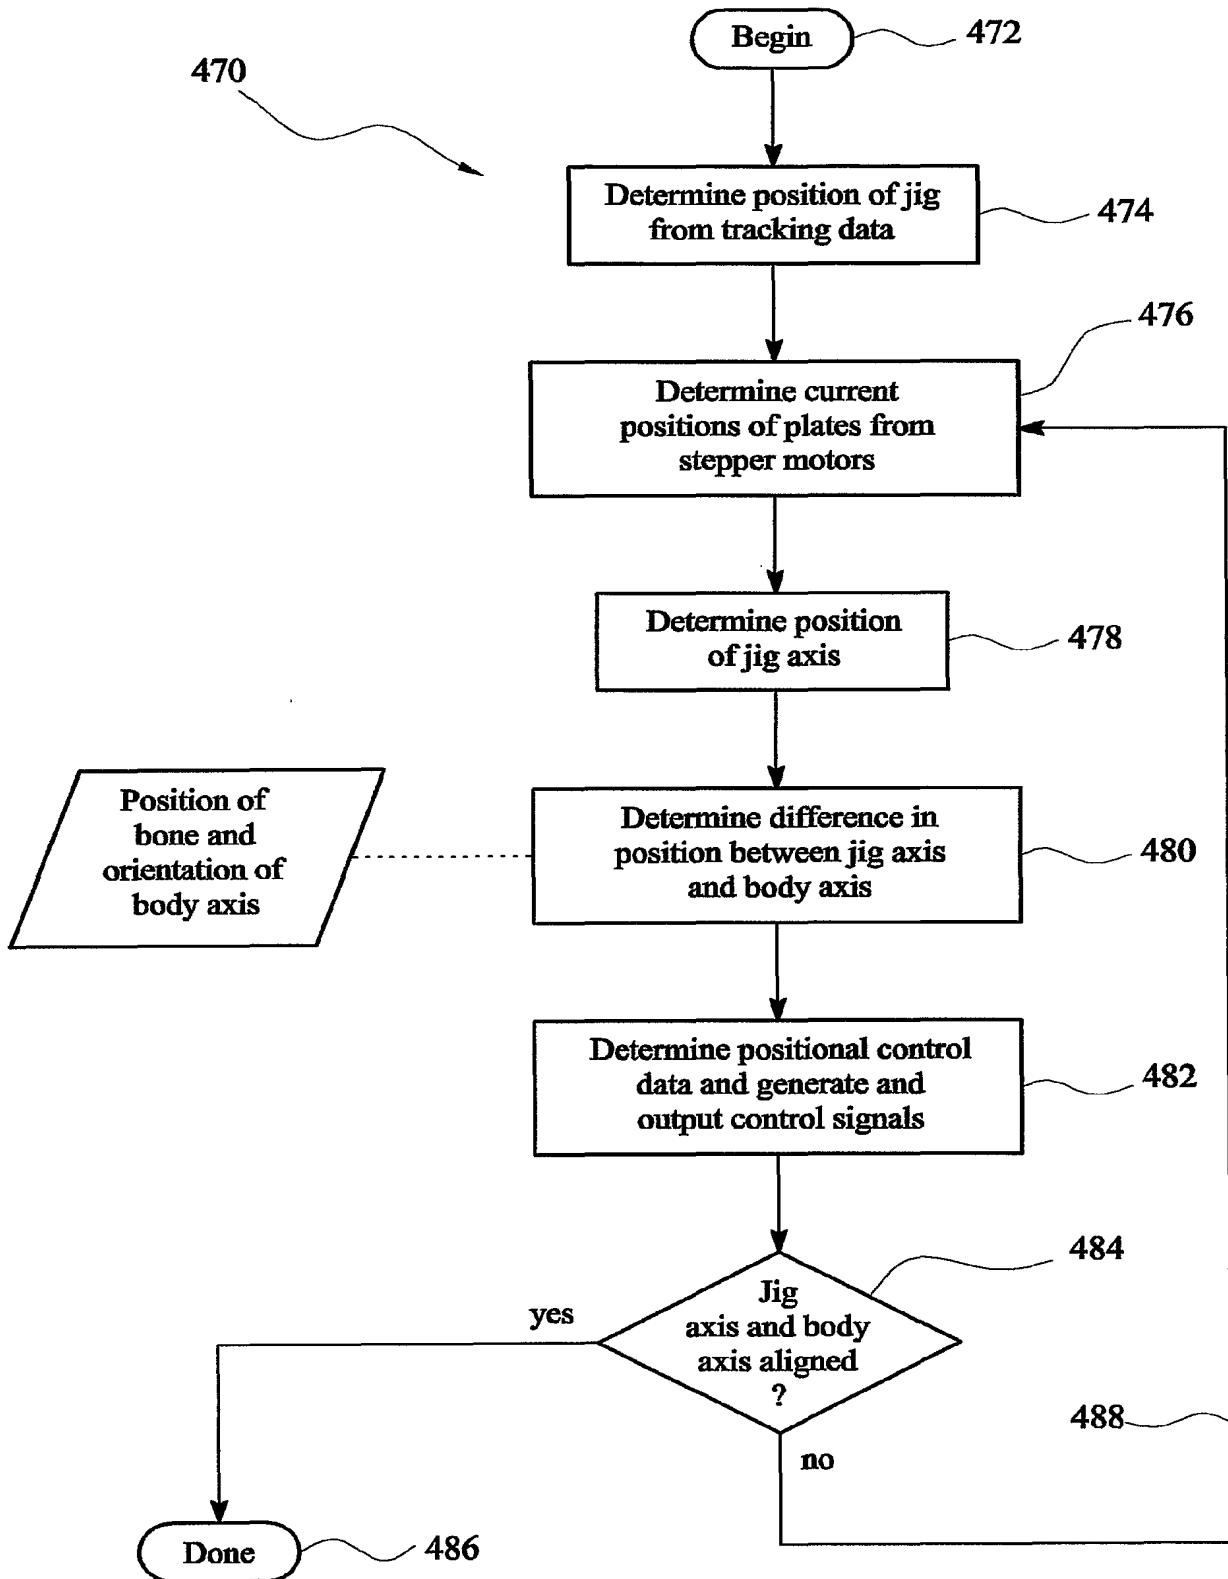 Begin
472
470
Determine position of jig
from tracking data
474
476
Determine current
positions of plates from
stepper motors
Determine position
of jig axis
478
Position of
bone and
orientation of
body axis
Determine difference in
position between jig axis
and body axis
480
Determine positional control
data and generate and
output control signals
482
484
Jig
axis and body
axis aligned
?
yes
488
no
Done
486